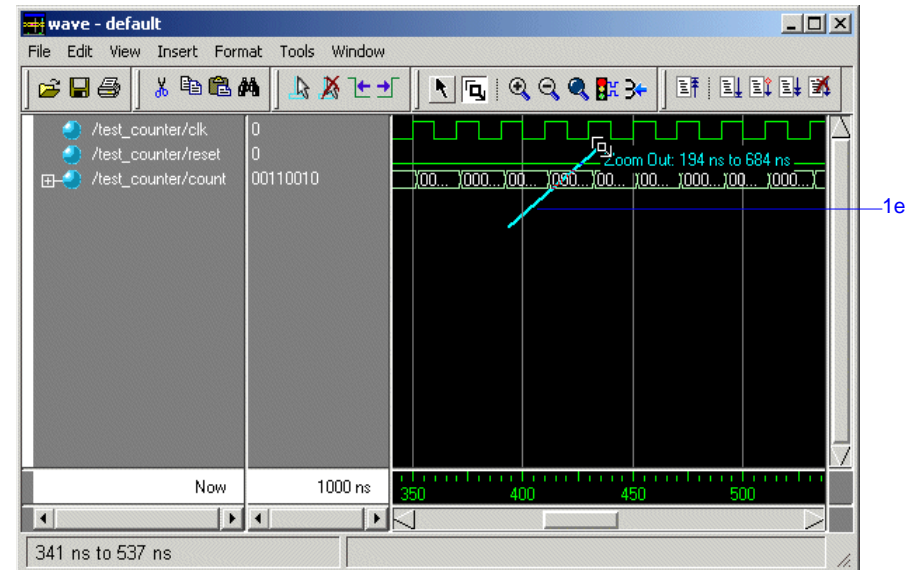 wave - default
File Edit View Insert Format Tools Window
/test_counter/clk 0
/test_counter/reset 0
Zoom Out: 194 ns to 684 ns
/test_counter/count 00110010 00... 000... 00... 000... 00... 00... 000... 00... 000...
1e
Now 1000 ns
350 400 450 500
341 ns to 537 ns